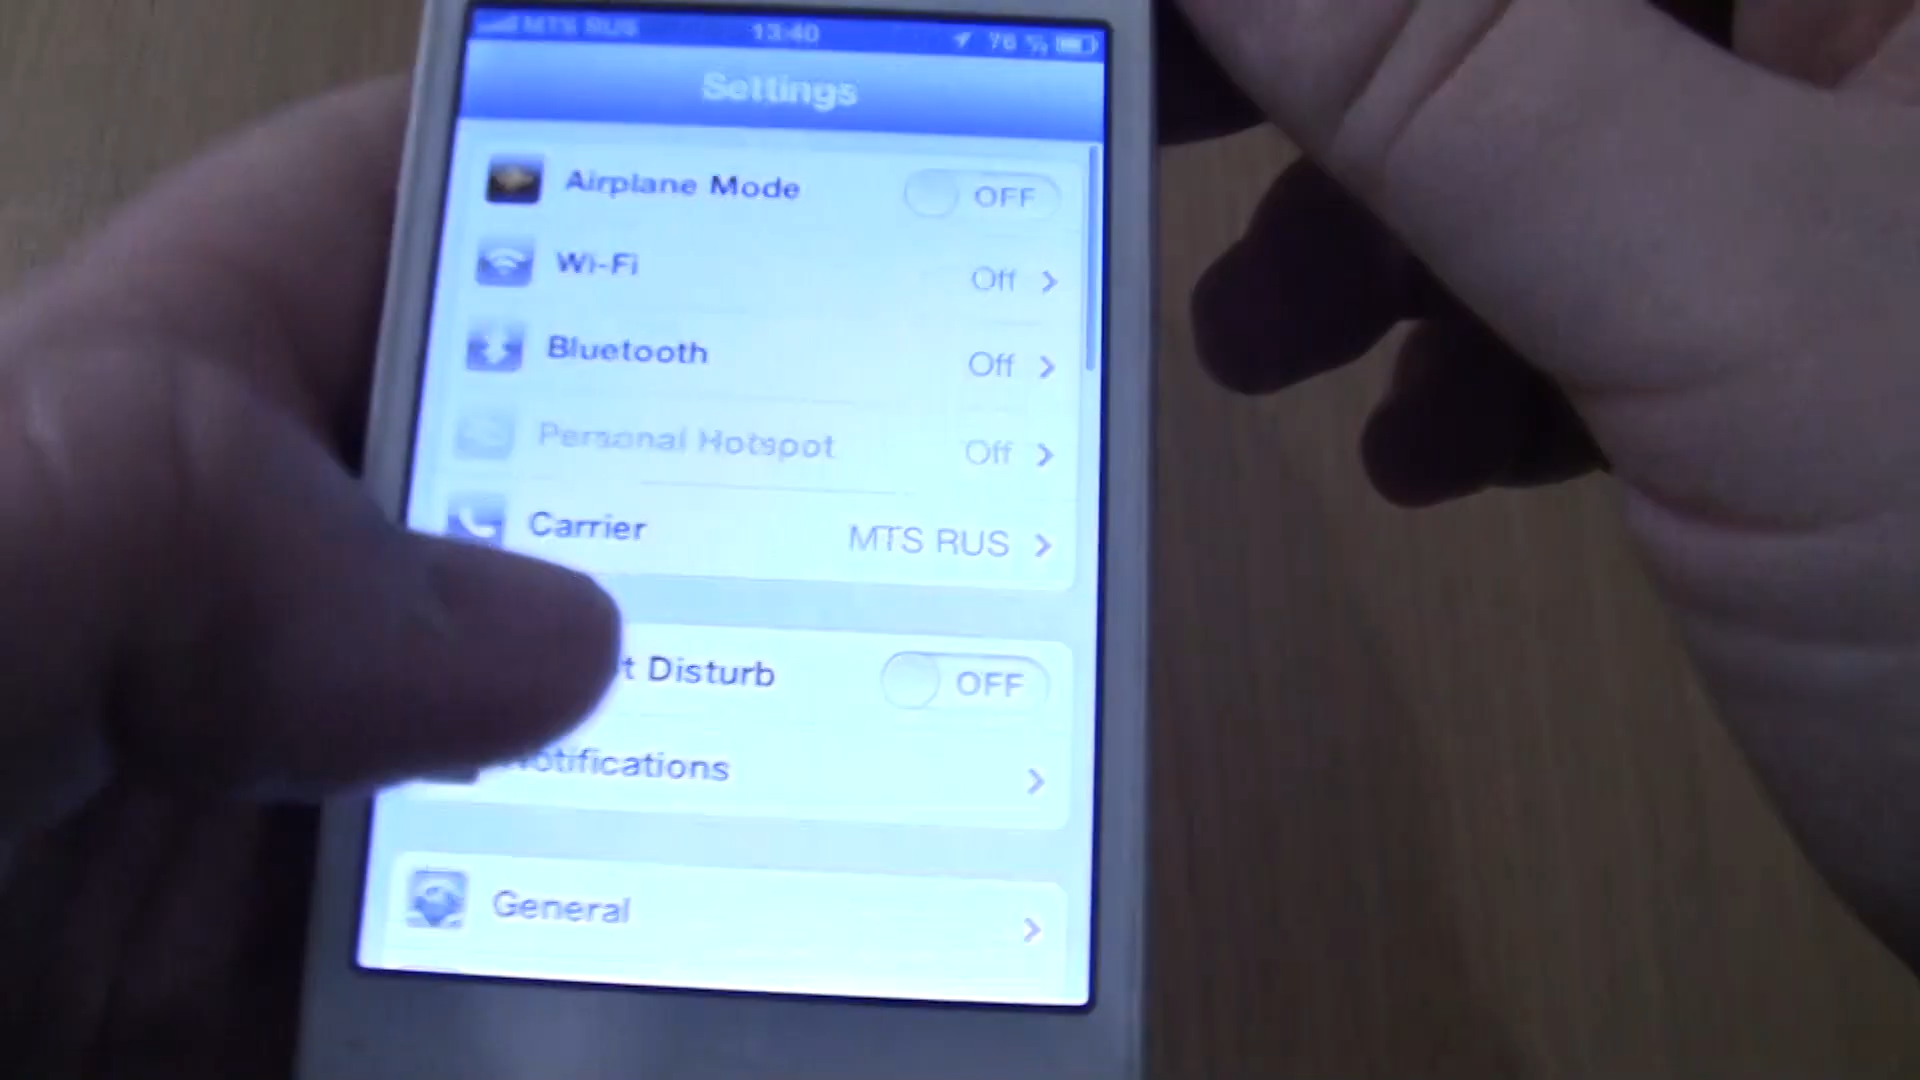 MTS RUS 13:40 76 %
Settings
Airplane Mode OFF
Wi-Fi Off
Bluetooth Off
Personal Hotspot Off
Carrier MTS RUS
t Disturb OFF
otifications
General